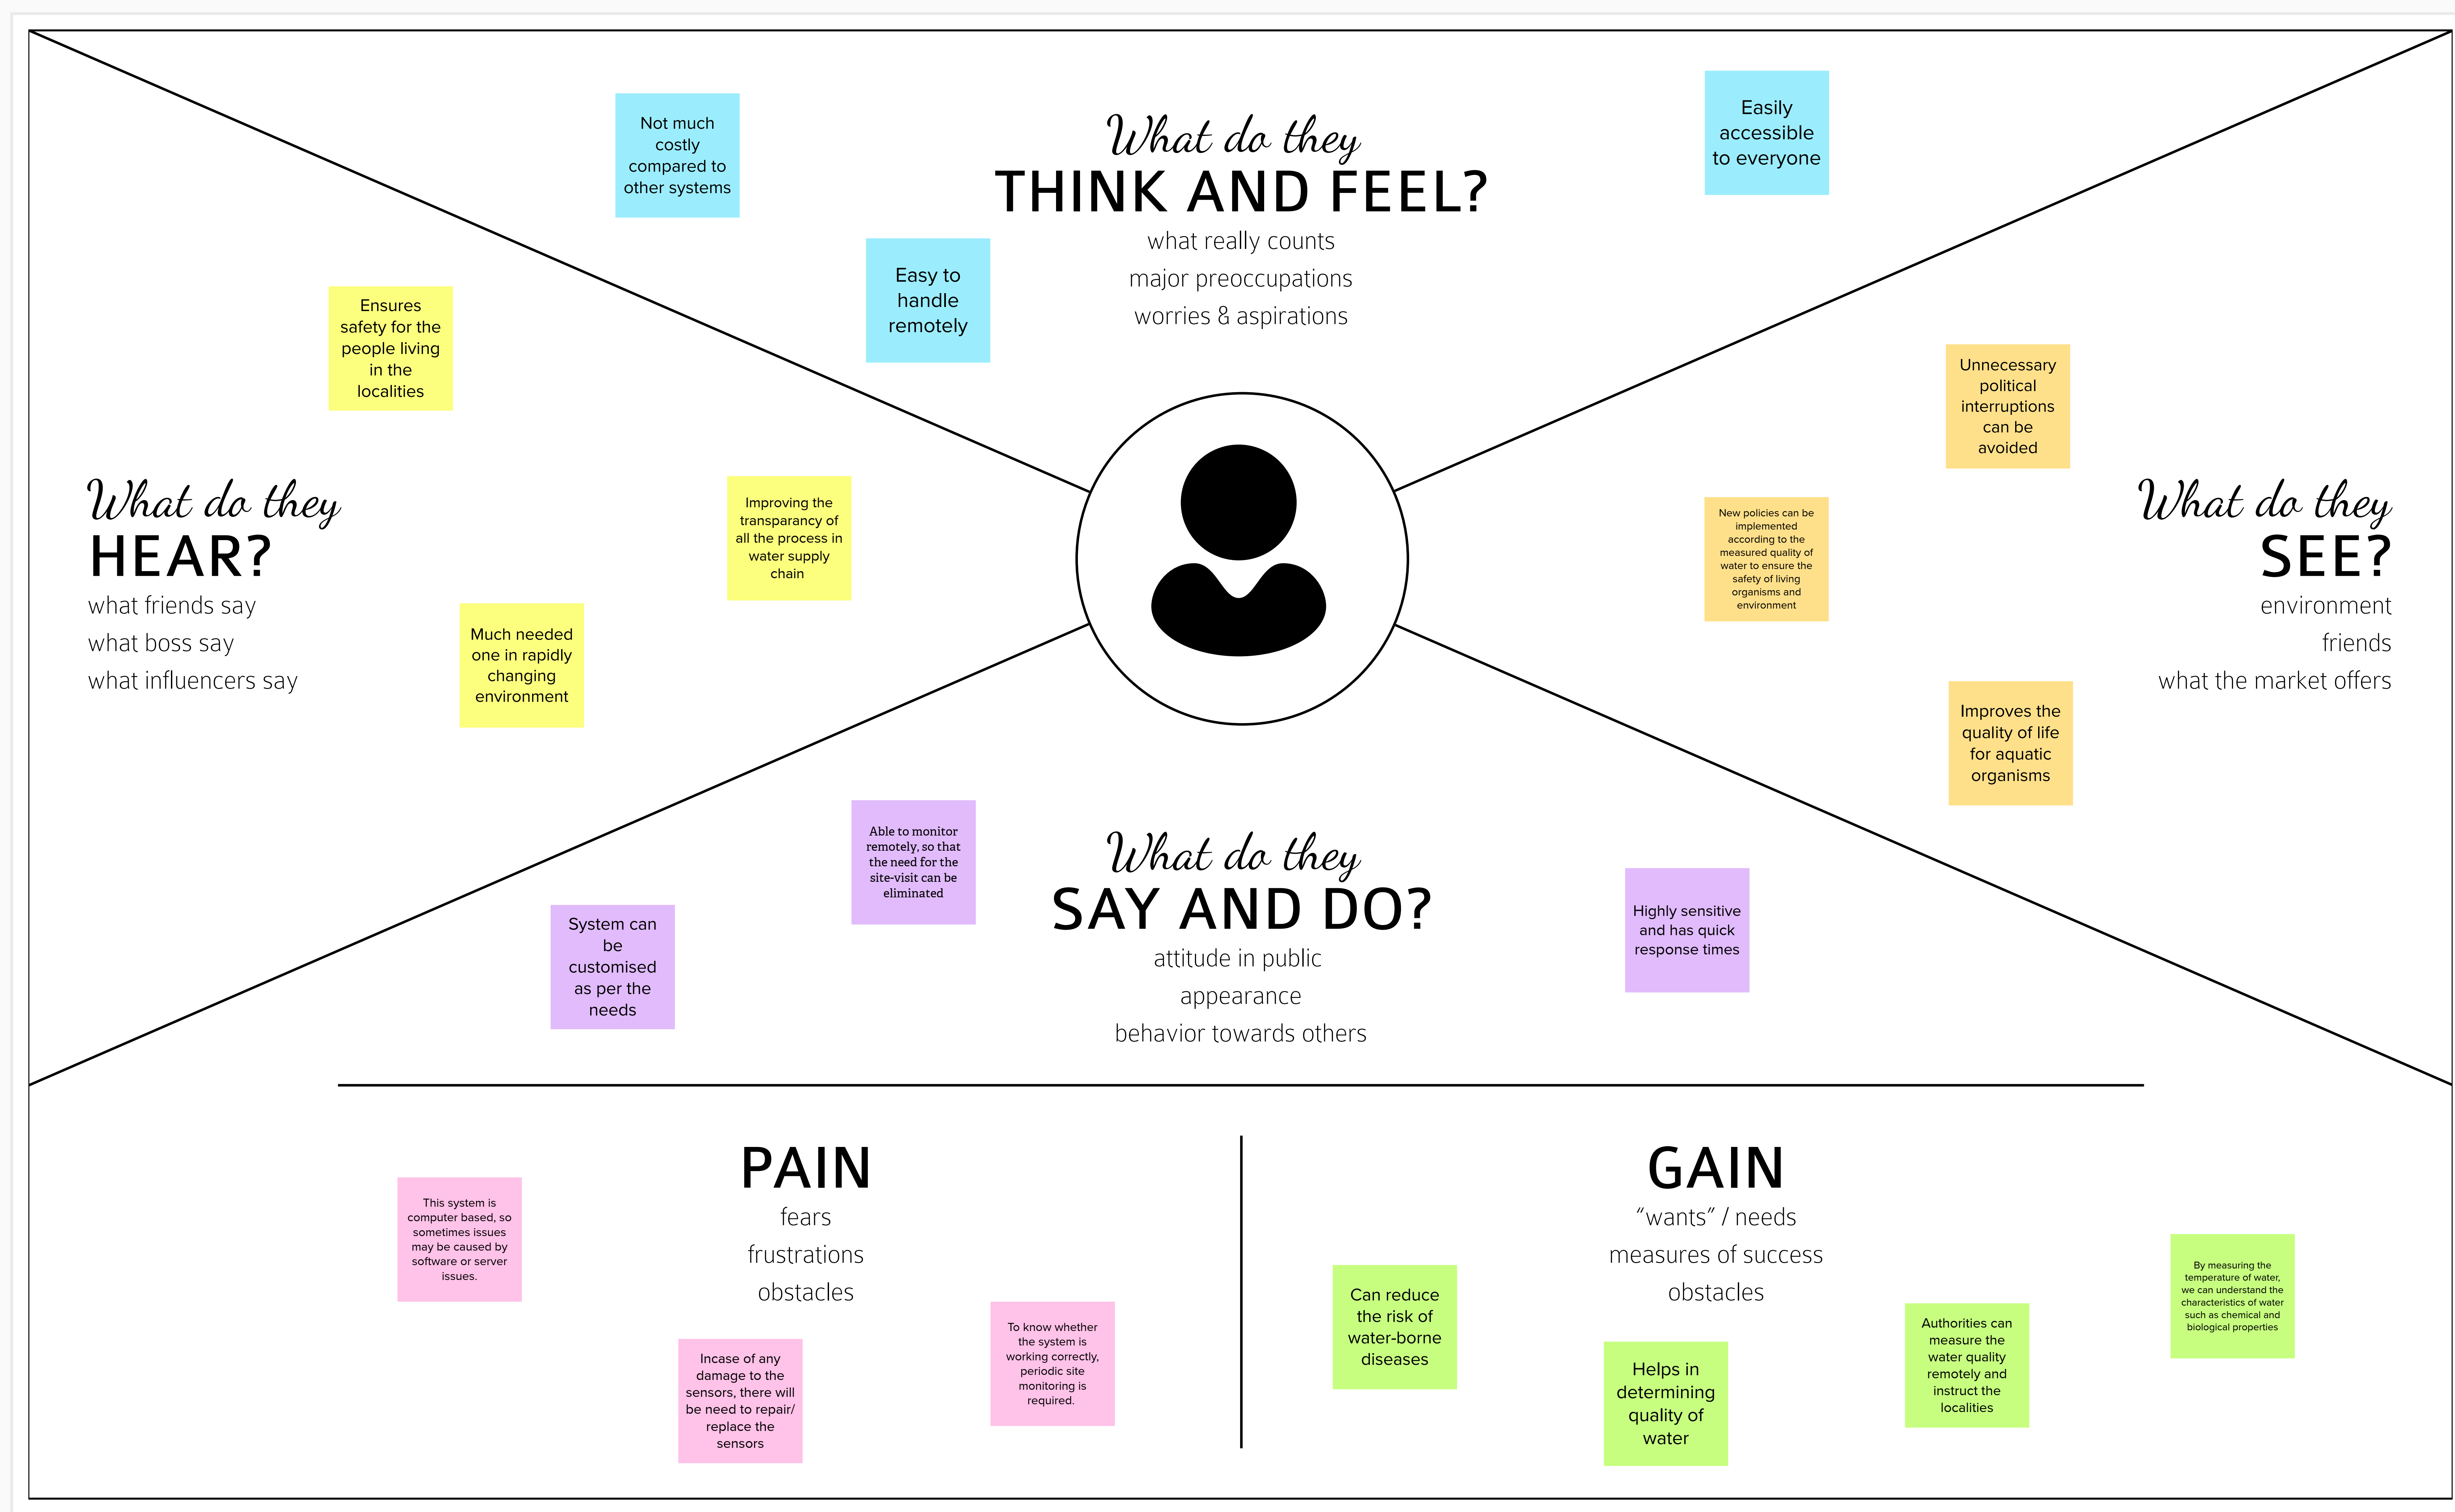 What do they
THINK AND FEEL?
what really counts
major preoccupations
worries & aspirations
Not much
costly
compared to
other systems
Easy to
handle
remotely
Easily
accessible
to everyone
What do they
HEAR?
what friends say
what boss say
what influencers say
Ensures
safety for the
people living
in the
localities
Improving the
transparancy of
all the process in
water supply
chain
Much needed
one in rapidly
changing
environment
What do they
SEE?
environment
friends
what the market offers
Unnecessary
political
interruptions
can be
avoided
New policies can be
implemented
according to the
measured quality of
water to ensure the
safety of living
organisms and
environment
Improves the
quality of life
for aquatic
organisms
What do they
SAY AND DO?
attitude in public
appearance
behavior towards others
Able to monitor
remotely, so that
the need for the
site-visit can be
eliminated
System can
be
customised
as per the
needs
Highly sensitive
and has quick
response times
PAIN
fears
frustrations
obstacles
This system is
computer based, so
sometimes issues
may be caused by
software or server
issues.
Incase of any
damage to the
sensors, there will
be need to repair/
replace the
sensors
To know whether
the system is
working correctly,
periodic site
monitoring is
required.
GAIN
“wants” / needs
measures of success
obstacles
Can reduce
the risk of
water-borne
diseases
Helps in
determining
quality of
water
Authorities can
measure the
water quality
remotely and
instruct the
localities
By measuring the
temperature of water,
we can understand the
characteristics of water
such as chemical and
biological properties